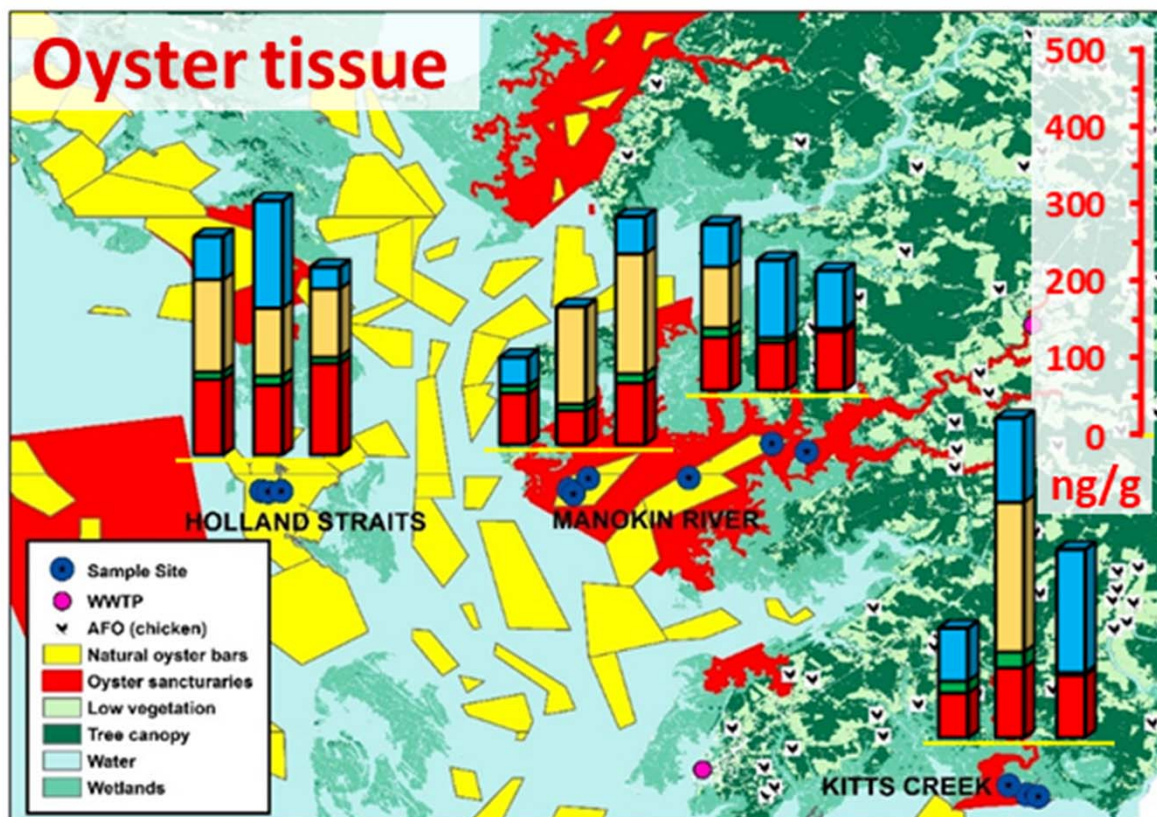 Oyster tissue
500
400
300
200
100
0
ng/g
HOLLAND STRAITS
MANOKIN RIVER
Sample Site
WWTP
AFO (chicken)
Natural oyster bars
Oyster sancturaries
Low vegetation
Tree canopy
Water
Wetlands
KITTS CREEK